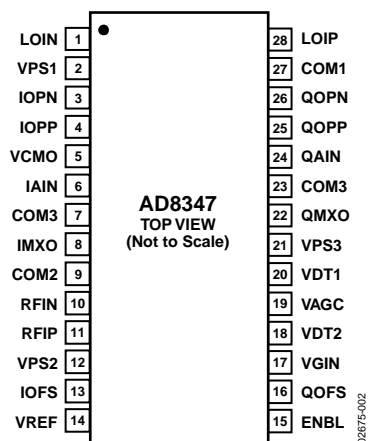 LOIN 1
VPS1 2
IOPN 3
IOPP 4
VCMO 5
IAIN 6
COM3 7
IMXO 8
COM2 9
RFIN 10
RFIP 11
VPS2 12
IOFS 13
VREF 14
AD8347
TOP VIEW
(Not to Scale)
28 LOIP
27 COM1
26 QOPN
25 QOPP
24 QAIN
23 COM3
22 QMXO
21 VPS3
20 VDT1
19 VAGC
18 VDT2
17 VGIN
16 QOFS
15 ENBL
02675-002